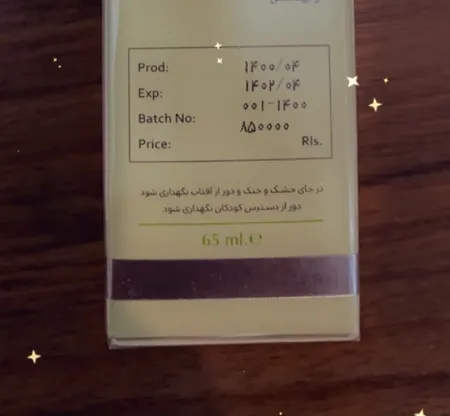 Prod: ۱۴۰۰/۰۴
Exp: ۱۴۰۲/۰۴
Batch No: ۰۰۱-۱۴۰۰
Price: ۸۵۰۰۰۰ Rls.
در جای خشک و خنک و دور از آفتاب نگهداری شود
دور از دسترس کودکان نگهداری شود.
65 ml.℮